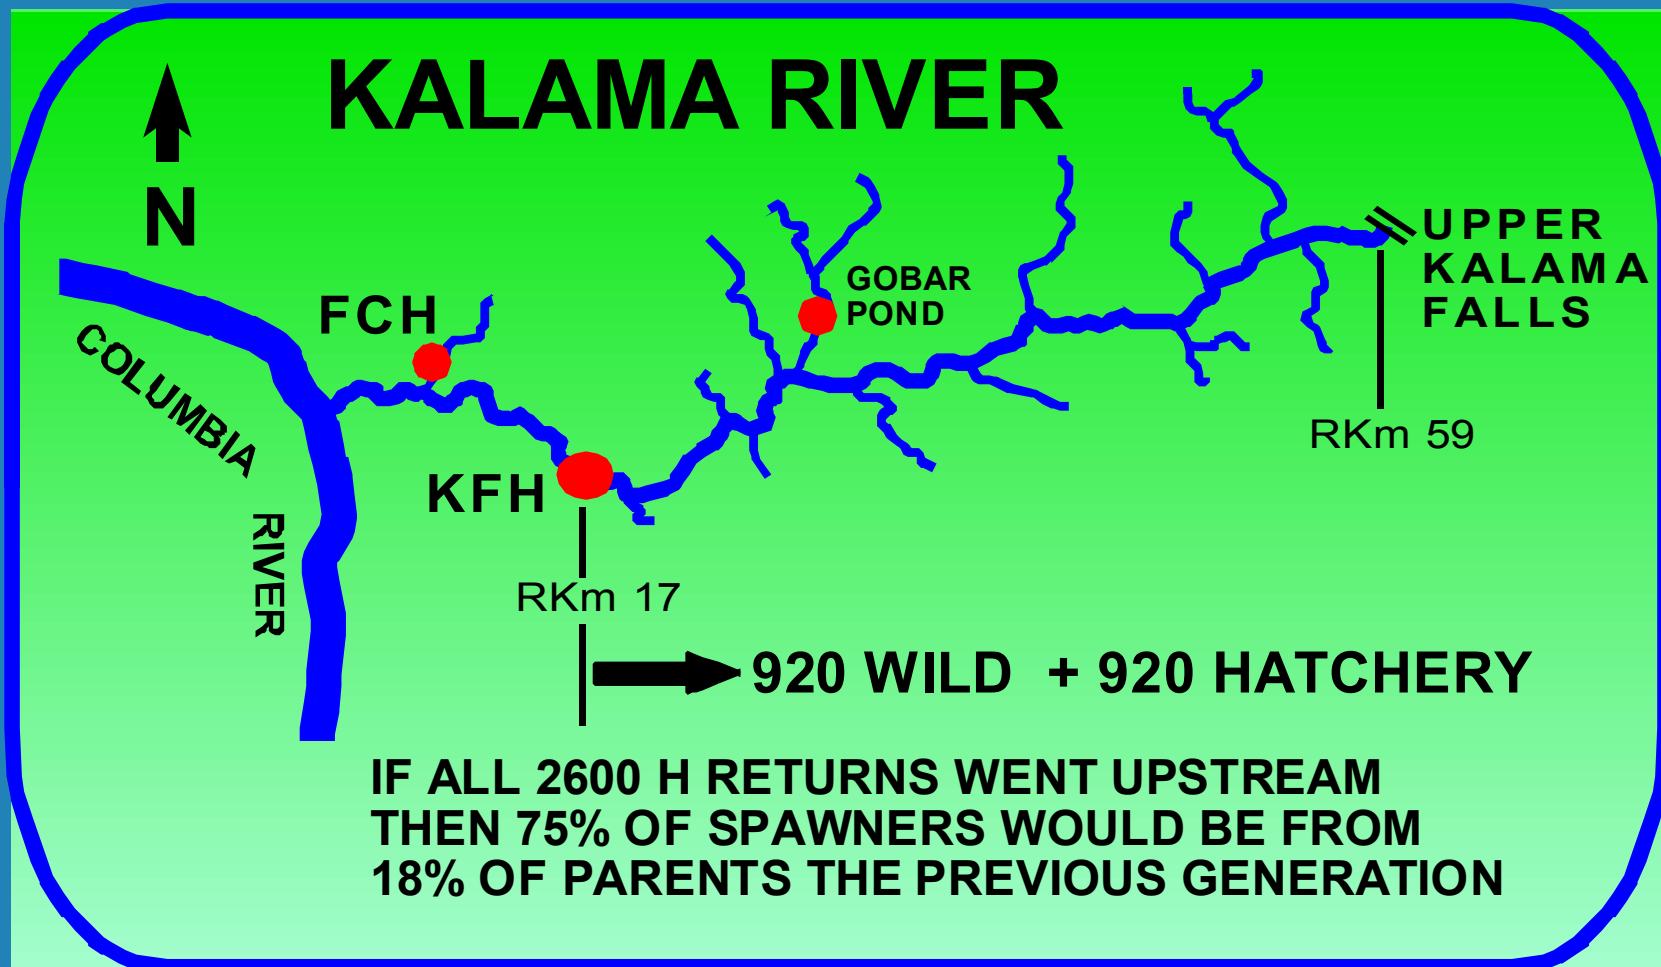 KALAMA RIVER
N
UPPER
KALAMA
FALLS
GOBAR
POND
FCH
COLUMBIA
RIVER
RKm 59
KFH
RKm 17
920 WILD + 920 HATCHERY
IF ALL 2600 H RETURNS WENT UPSTREAM
THEN 75% OF SPAWNERS WOULD BE FROM
18% OF PARENTS THE PREVIOUS GENERATION